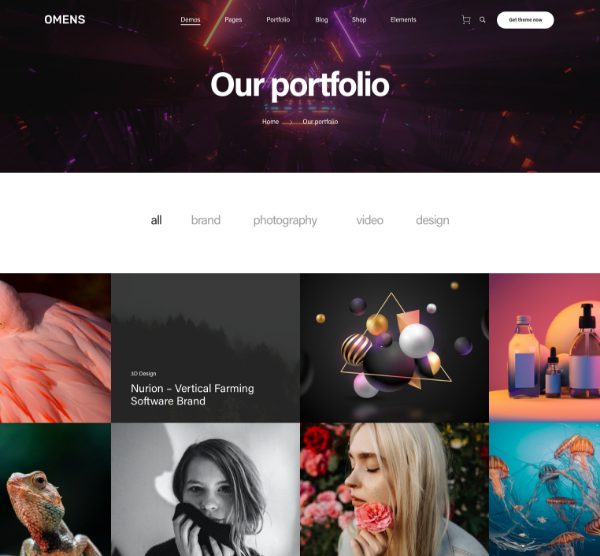 OMENS
Demos
Pages
Portfolio
Blog
Shop
Elements
Get theme now
Our portfolio
Home
Our portfolio
all
brand
photography
video
design
3D Design
Nurion – Vertical Farming
Software Brand